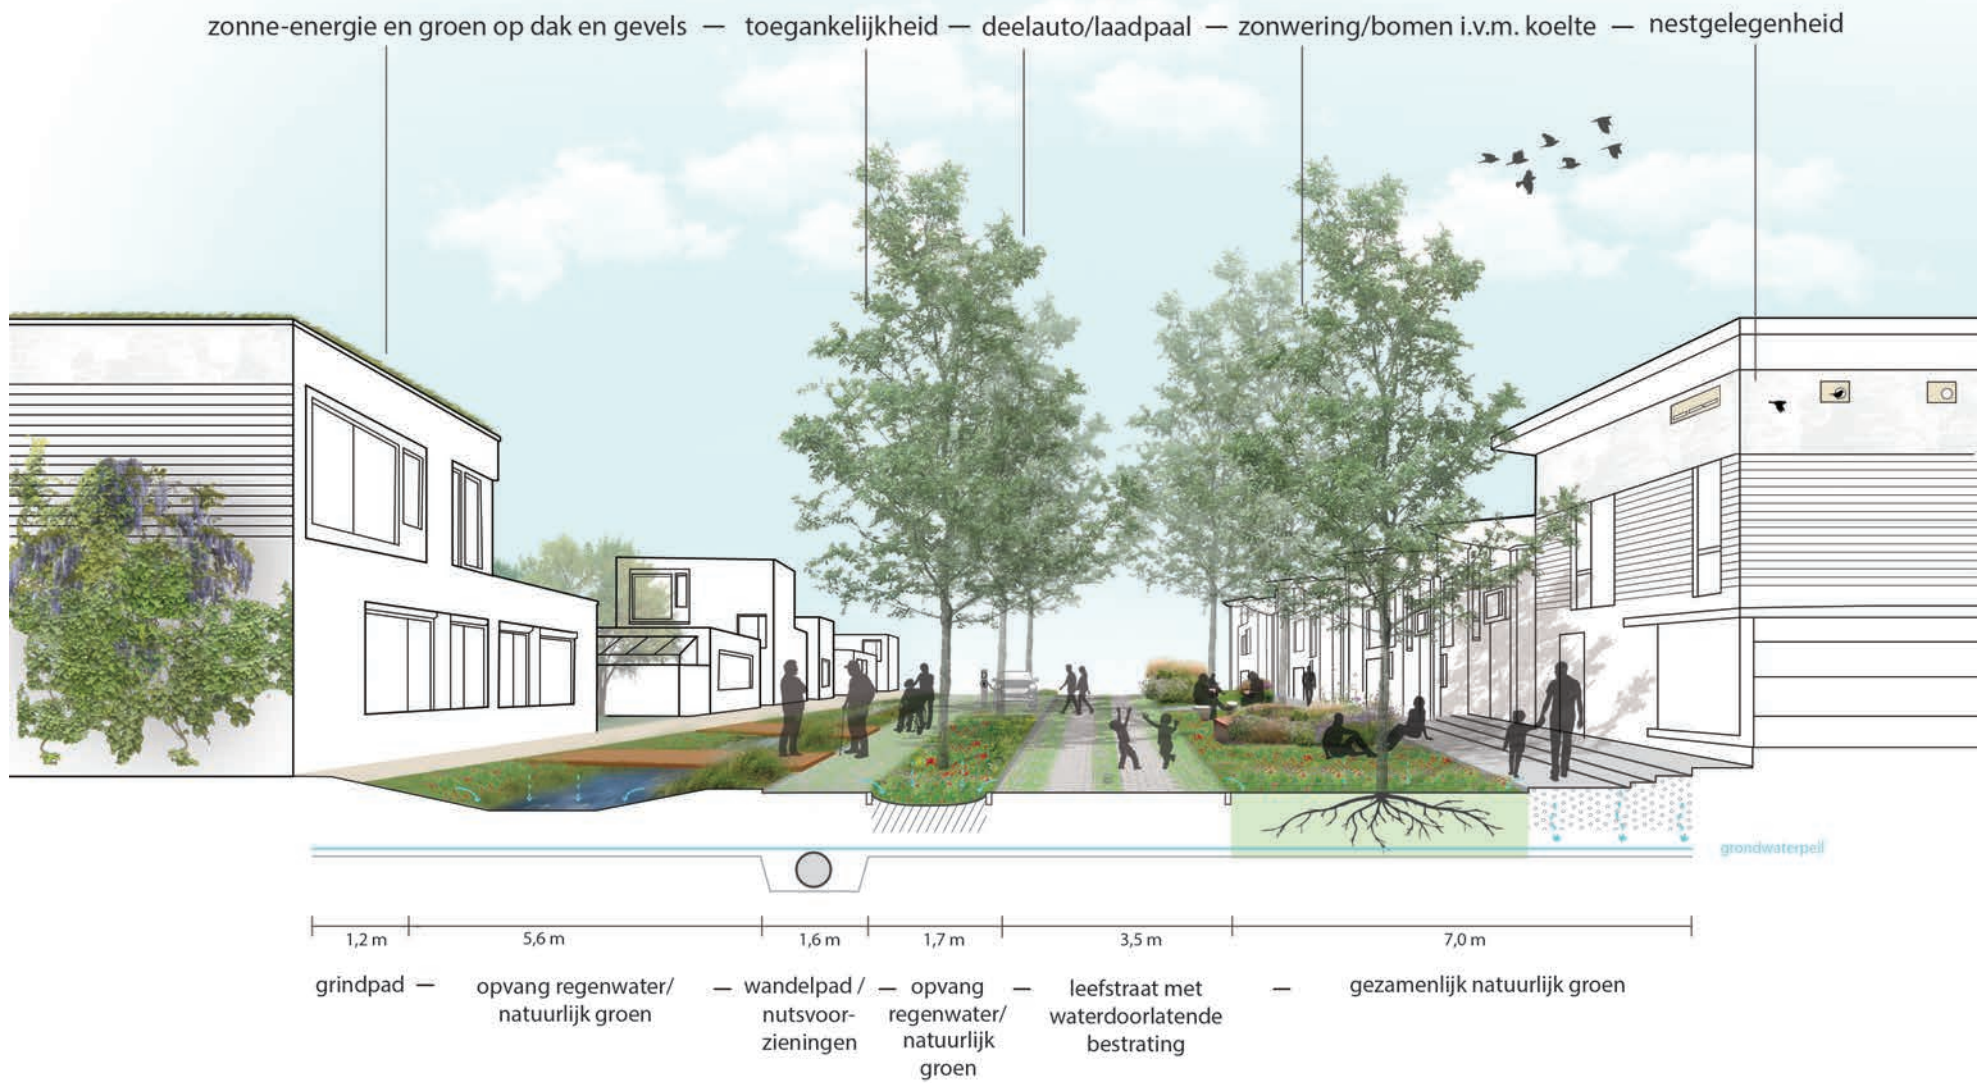 zonne-energie en groen op dak en gevels — toegankelijkheid — deelauto/laadpaal — zonwering/bomen i.v.m. koelte — nestgelegenheid
grondwaterpeil
1,2 m
5,6 m
1,6 m
1,7 m
3,5 m
7,0 m
grindpad —
opvang regenwater/
natuurlijk groen
— wandelpad /
nutsvoor-
zieningen
— opvang
regenwater/
natuurlijk
groen
— leefstraat met
waterdoorlatende
bestrating
— gezamenlijk natuurlijk groen